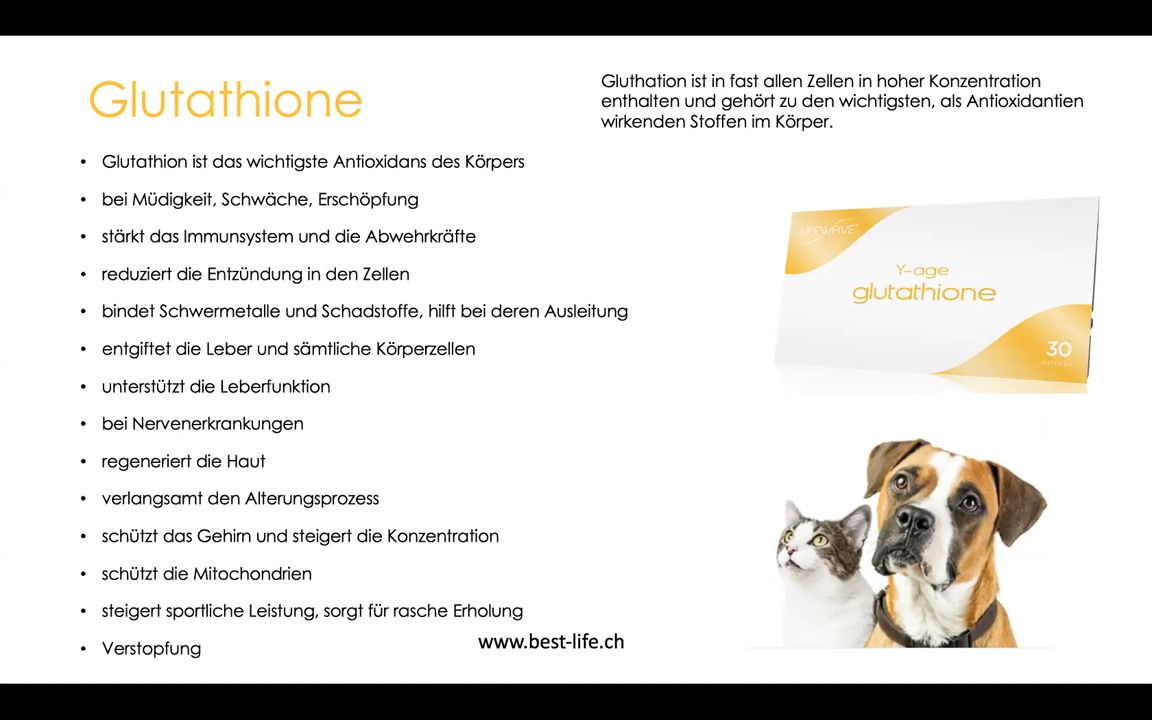 Glutathione
Gluthation ist in fast allen Zellen in hoher Konzentration
enthalten und gehört zu den wichtigsten, als Antioxidantien
wirkenden Stoffen im Körper.
• Glutathion ist das wichtigste Antioxidans des Körpers
• bei Müdigkeit, Schwäche, Erschöpfung
• stärkt das Immunsystem und die Abwehrkräfte
• reduziert die Entzündung in den Zellen
• bindet Schwermetalle und Schadstoffe, hilft bei deren Ausleitung
• entgiftet die Leber und sämtliche Körperzellen
• unterstützt die Leberfunktion
• bei Nervenerkrankungen
• regeneriert die Haut
• verlangsamt den Alterungsprozess
• schützt das Gehirn und steigert die Konzentration
• schützt die Mitochondrien
• steigert sportliche Leistung, sorgt für rasche Erholung
• Verstopfung
LIFEWAVE®
Y-age
glutathione
30
PATCHES
www.best-life.ch